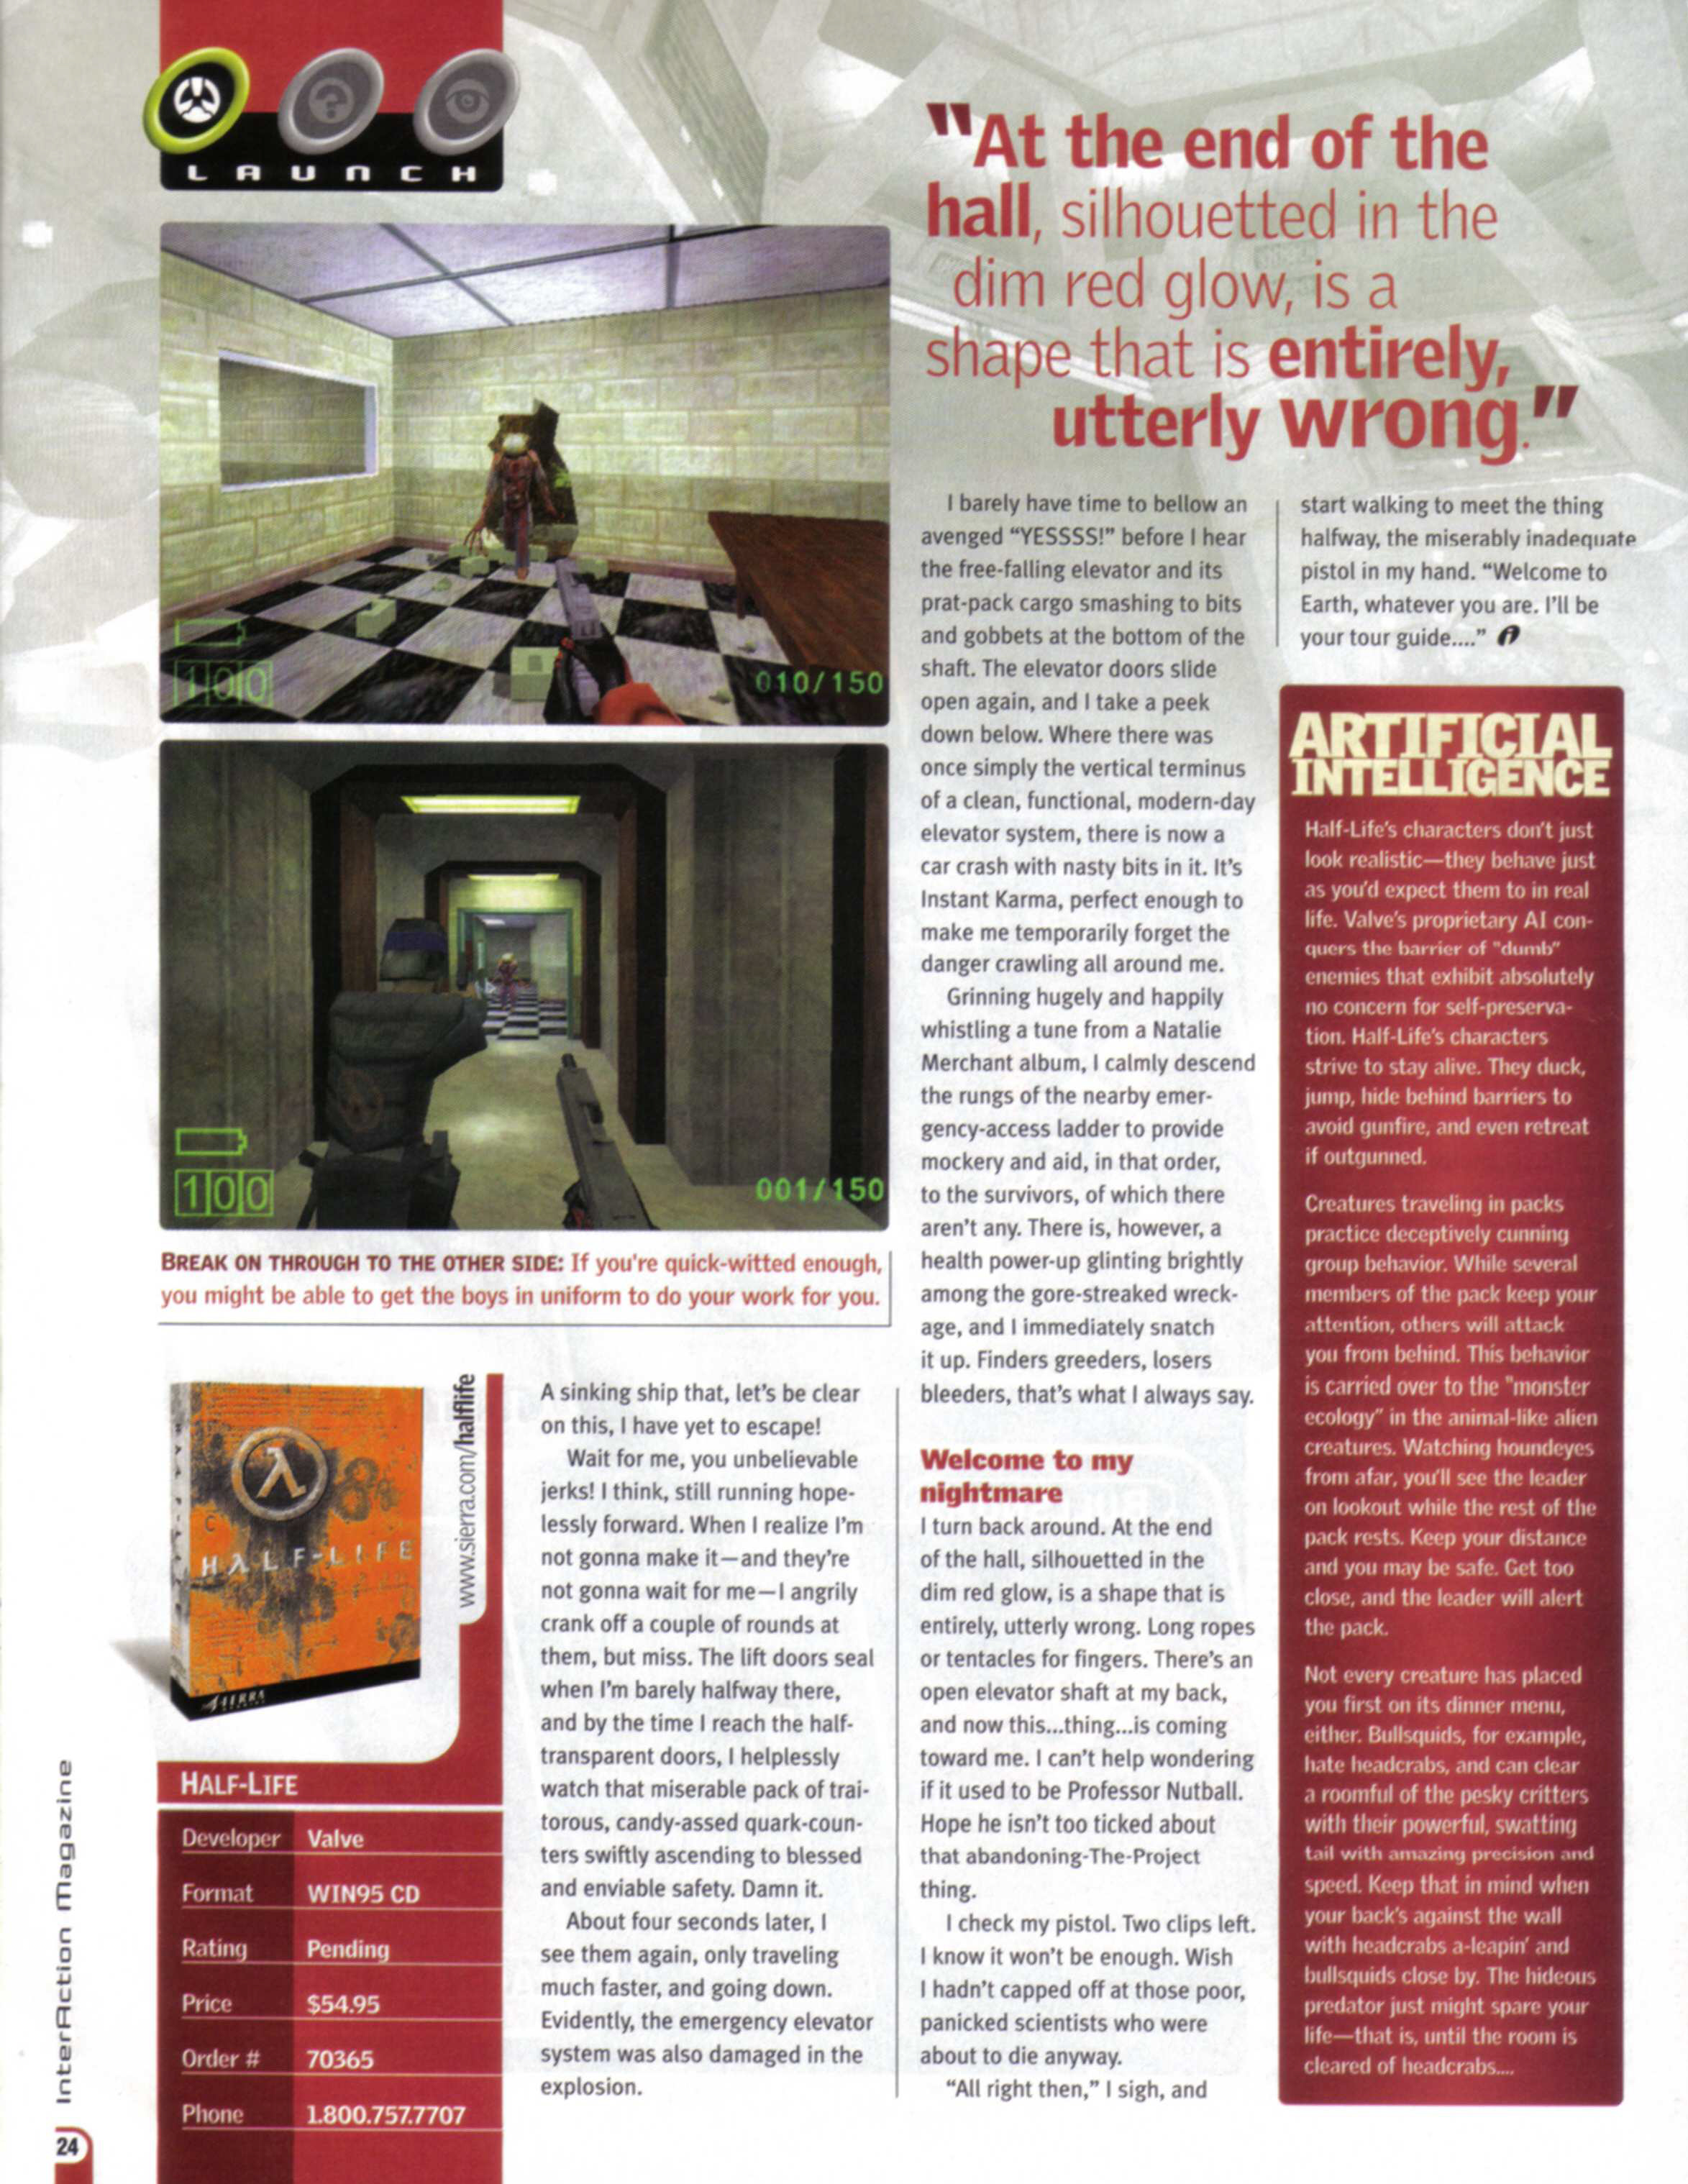 LAUNCH
"At the end of the
hall, silhouetted in the
dim red glow, is a
shape that is entirely,
utterly wrong."
100
010/150
100
001/150
BREAK ON THROUGH TO THE OTHER SIDE: If you're quick-witted enough,
you might be able to get the boys in uniform to do your work for you.
HALF-LIFE
SIERRA
www.sierra.com/halflife
HALF-LIFE
Developer Valve
Format WIN95 CD
Rating Pending
Price $54.95
Order # 70365
Phone 1.800.757.7707
A sinking ship that, let's be clear
on this, I have yet to escape!
Wait for me, you unbelievable
jerks! I think, still running hope-
lessly forward. When I realize I'm
not gonna make it—and they're
not gonna wait for me—I angrily
crank off a couple of rounds at
them, but miss. The lift doors seal
when I'm barely halfway there,
and by the time I reach the half-
transparent doors, I helplessly
watch that miserable pack of trai-
torous, candy-assed quark-coun-
ters swiftly ascending to blessed
and enviable safety. Damn it.
About four seconds later, I
see them again, only traveling
much faster, and going down.
Evidently, the emergency elevator
system was also damaged in the
explosion.
I barely have time to bellow an
avenged “YESSSS!” before I hear
the free-falling elevator and its
prat-pack cargo smashing to bits
and gobbets at the bottom of the
shaft. The elevator doors slide
open again, and I take a peek
down below. Where there was
once simply the vertical terminus
of a clean, functional, modern-day
elevator system, there is now a
car crash with nasty bits in it. It's
Instant Karma, perfect enough to
make me temporarily forget the
danger crawling all around me.
Grinning hugely and happily
whistling a tune from a Natalie
Merchant album, I calmly descend
the rungs of the nearby emer-
gency-access ladder to provide
mockery and aid, in that order,
to the survivors, of which there
aren't any. There is, however, a
health power-up glinting brightly
among the gore-streaked wreck-
age, and I immediately snatch
it up. Finders greeders, losers
bleeders, that's what I always say.
Welcome to my
nightmare
I turn back around. At the end
of the hall, silhouetted in the
dim red glow, is a shape that is
entirely, utterly wrong. Long ropes
or tentacles for fingers. There's an
open elevator shaft at my back,
and now this...thing...is coming
toward me. I can't help wondering
if it used to be Professor Nutball.
Hope he isn't too ticked about
that abandoning-The-Project
thing.
I check my pistol. Two clips left.
I know it won't be enough. Wish
I hadn't capped off at those poor,
panicked scientists who were
about to die anyway.
“All right then,” I sigh, and
start walking to meet the thing
halfway, the miserably inadequate
pistol in my hand. “Welcome to
Earth, whatever you are. I'll be
your tour guide....”
ARTIFICIAL
INTELLIGENCE
Half-Life's characters don't just
look realistic—they behave just
as you'd expect them to in real
life. Valve's proprietary AI con-
quers the barrier of "dumb"
enemies that exhibit absolutely
no concern for self-preserva-
tion. Half-Life's characters
strive to stay alive. They duck,
jump, hide behind barriers to
avoid gunfire, and even retreat
if outgunned.
Creatures traveling in packs
practice deceptively cunning
group behavior. While several
members of the pack keep your
attention, others will attack
you from behind. This behavior
is carried over to the "monster
ecology" in the animal-like alien
creatures. Watching houndeyes
from afar, you'll see the leader
on lookout while the rest of the
pack rests. Keep your distance
and you may be safe. Get too
close, and the leader will alert
the pack.
Not every creature has placed
you first on its dinner menu,
either. Bullsquids, for example,
hate headcrabs, and can clear
a roomful of the pesky critters
with their powerful, swatting
tail with amazing precision and
speed. Keep that in mind when
your back's against the wall
with headcrabs a-leapin' and
bullsquids close by. The hideous
predator just might spare your
life—that is, until the room is
cleared of headcrabs....
InterAction Magazine
24